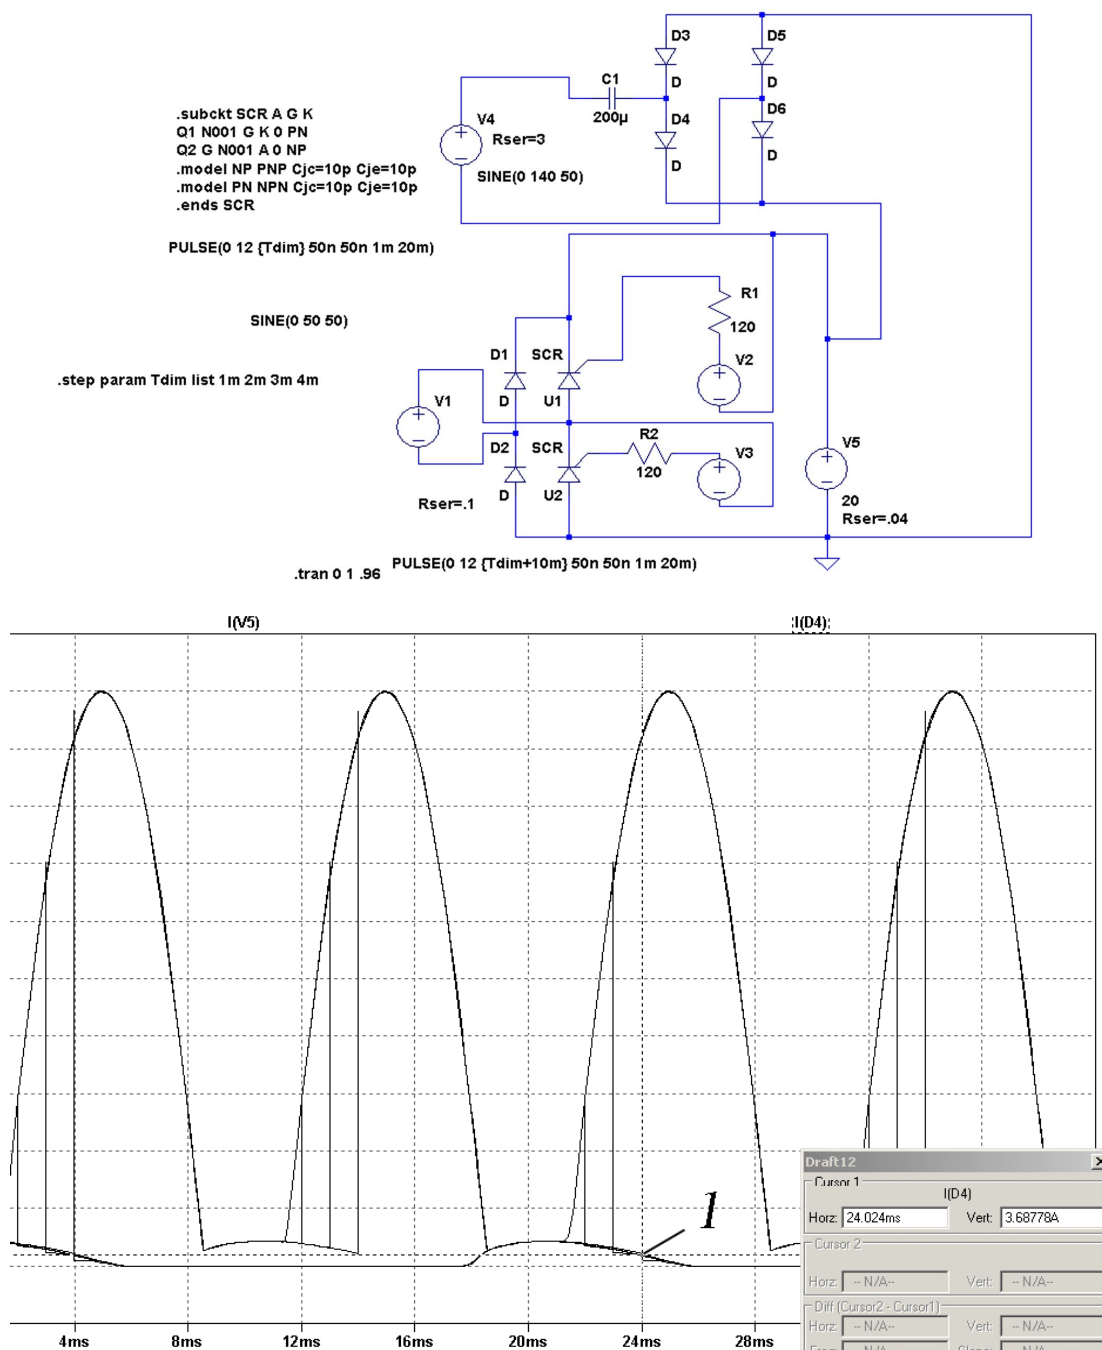 D3
D5
C1
D
D
.subckt SCR A G K
Q1 N001 G K 0 PN
Q2 G N001 A 0 NP
.model NP PNP Cjc=10p Cje=10p
.model PN NPN Cjc=10p Cje=10p
.ends SCR
V4
Rser=3
200µ
D4
D6
D
D
SINE(0 140 50)
PULSE(0 12 {Tdim} 50n 50n 1m 20m)
R1
120
SINE(0 50 50)
D1
SCR
V2
.step param Tdim list 1m 2m 3m 4m
V1
D
U1
R2
D2
SCR
V3
V5
120
D
U2
20
Rser=.1
Rser=.04
PULSE(0 12 {Tdim+10m} 50n 50n 1m 20m)
.tran 0 1 .96
I(V5)
I(D4)
1
Draft12
Cursor 1
I(D4)
Horz: 24.024ms Vert: 3.68778A
Cursor 2
Horz: -- N/A-- Vert: -- N/A--
Diff (Cursor2 - Cursor1)
Horz: -- N/A-- Vert: -- N/A--
4ms 8ms 12ms 16ms 20ms 24ms 28ms